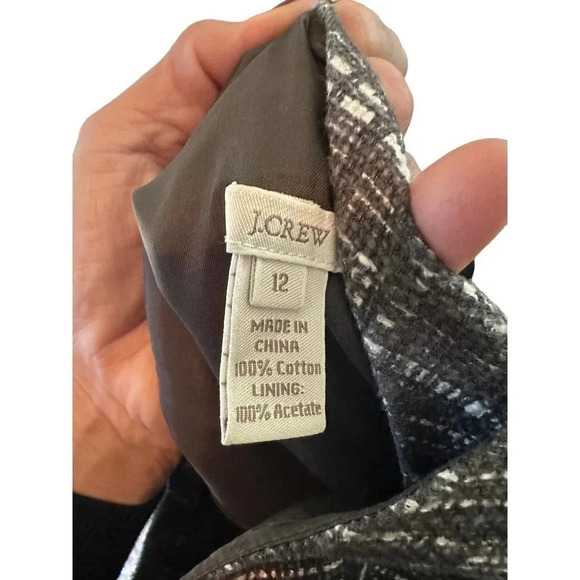 J.CREW
12
MADE IN
CHINA
100% Cotton
LINING:
100% Acetate